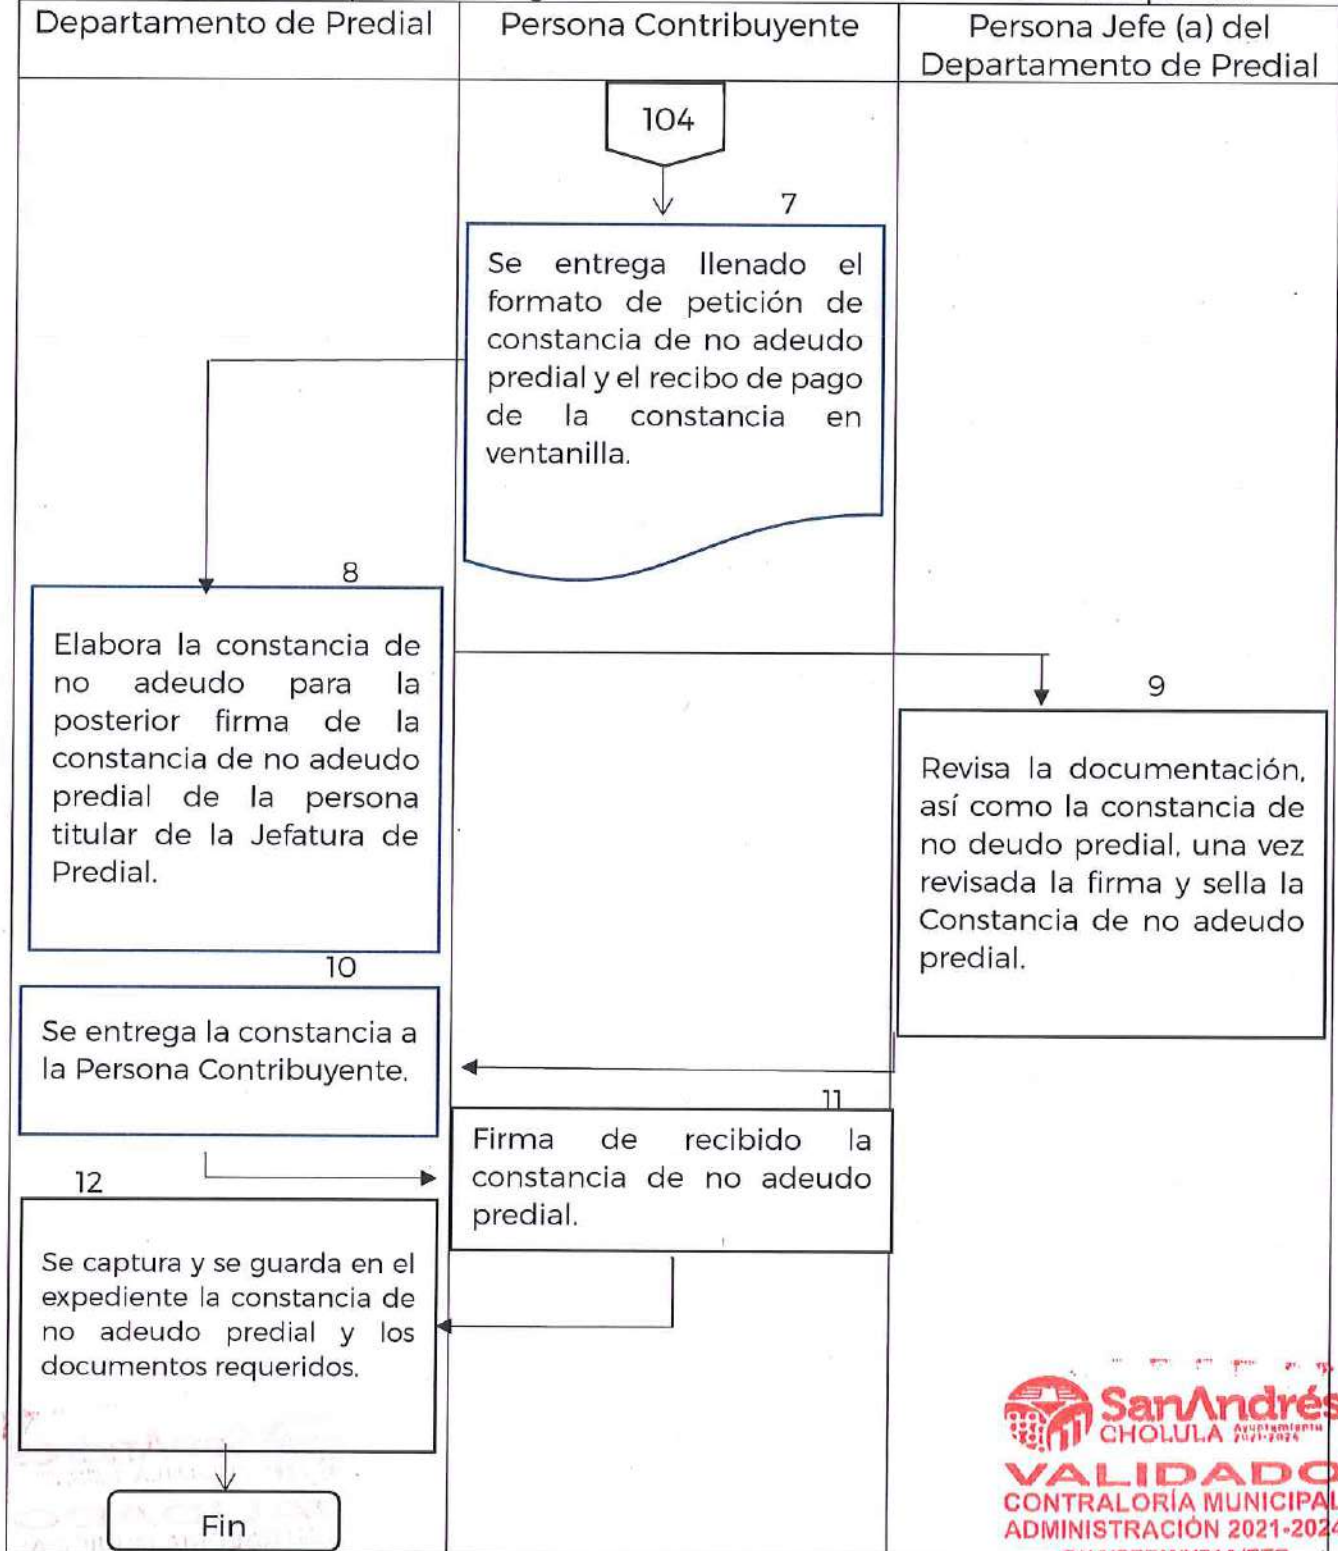 Departamento de Predial
Persona Contribuyente
Persona Jefe (a) del
Departamento de Predial
104
7
Se entrega llenado el
formato de petición de
constancia de no adeudo
predial y el recibo de pago
de la constancia en
ventanilla.
8
Elabora la constancia de
no adeudo para la
posterior firma de la
constancia de no adeudo
predial de la persona
titular de la Jefatura de
Predial.
9
Revisa la documentación,
así como la constancia de
no deudo predial, una vez
revisada la firma y sella la
Constancia de no adeudo
predial.
10
Se entrega la constancia a
la Persona Contribuyente.
11
Firma de recibido la
constancia de no adeudo
predial.
12
Se captura y se guarda en el
expediente la constancia de
no adeudo predial y los
documentos requeridos.
Fin
SanAndrés
CHOLULA Ayuntamiento
2021-2024
VALIDADO
CONTRALORÍA MUNICIPAL
ADMINISTRACIÓN 2021-2024